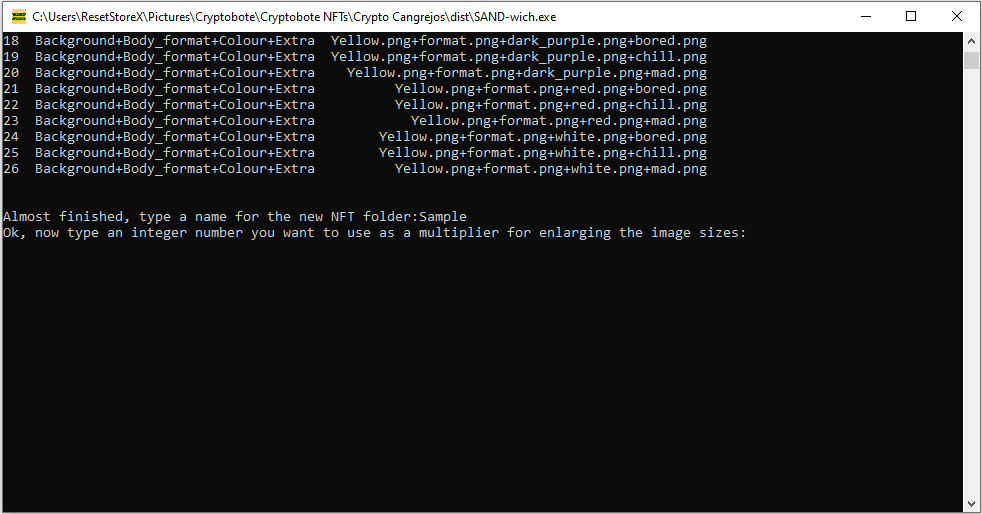 C:\Users\ResetStoreX\Pictures\Cryptobote\Cryptobote NFTs\Crypto Cangrejos\dist\SAND-wich.exe
18  Background+Body_format+Colour+Extra  Yellow.png+format.png+dark_purple.png+bored.png
19  Background+Body_format+Colour+Extra  Yellow.png+format.png+dark_purple.png+chill.png
20  Background+Body_format+Colour+Extra    Yellow.png+format.png+dark_purple.png+mad.png
21  Background+Body_format+Colour+Extra          Yellow.png+format.png+red.png+bored.png
22  Background+Body_format+Colour+Extra          Yellow.png+format.png+red.png+chill.png
23  Background+Body_format+Colour+Extra            Yellow.png+format.png+red.png+mad.png
24  Background+Body_format+Colour+Extra        Yellow.png+format.png+white.png+bored.png
25  Background+Body_format+Colour+Extra        Yellow.png+format.png+white.png+chill.png
26  Background+Body_format+Colour+Extra          Yellow.png+format.png+white.png+mad.png
Almost finished, type a name for the new NFT folder:Sample
Ok, now type an integer number you want to use as a multiplier for enlarging the image sizes: